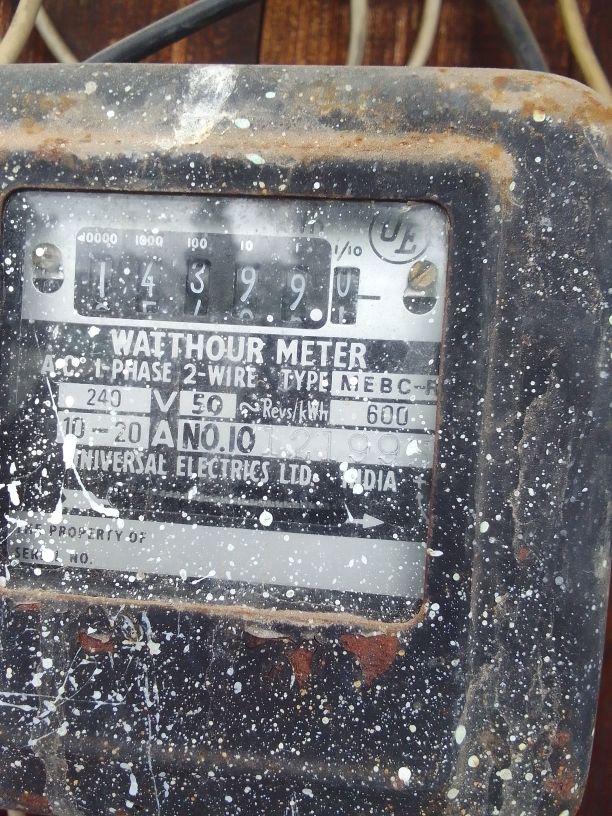 UE
10000 1000 100 10 1 1/10
1 4 3 9 9 0
WATTHOUR METER
A.C. 1-PHASE 2-WIRE TYPE MEBC-R
240 V 50 ~ Revs/kWh 600
10-20 A NO.10
UNIVERSAL ELECTRICS LTD. INDIA
THE PROPERTY OF
SERIAL NO.